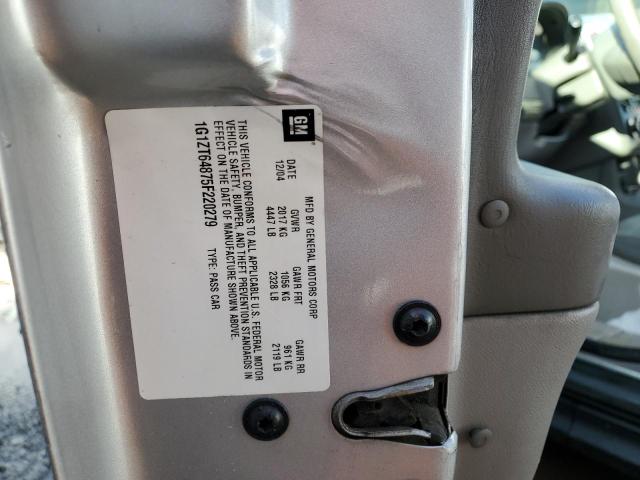 GM
MFD BY GENERAL MOTORS CORP
DATE GVWR GAWR FRT GAWR RR
12/04 2017 KG 1056 KG 961 KG
4447 LB 2328 LB 2119 LB
THIS VEHICLE CONFORMS TO ALL APPLICABLE U.S. FEDERAL MOTOR
VEHICLE SAFETY, BUMPER, AND THEFT PREVENTION STANDARDS IN
EFFECT ON THE DATE OF MANUFACTURE SHOWN ABOVE.
1G1ZT64875F220279 TYPE: PASS CAR